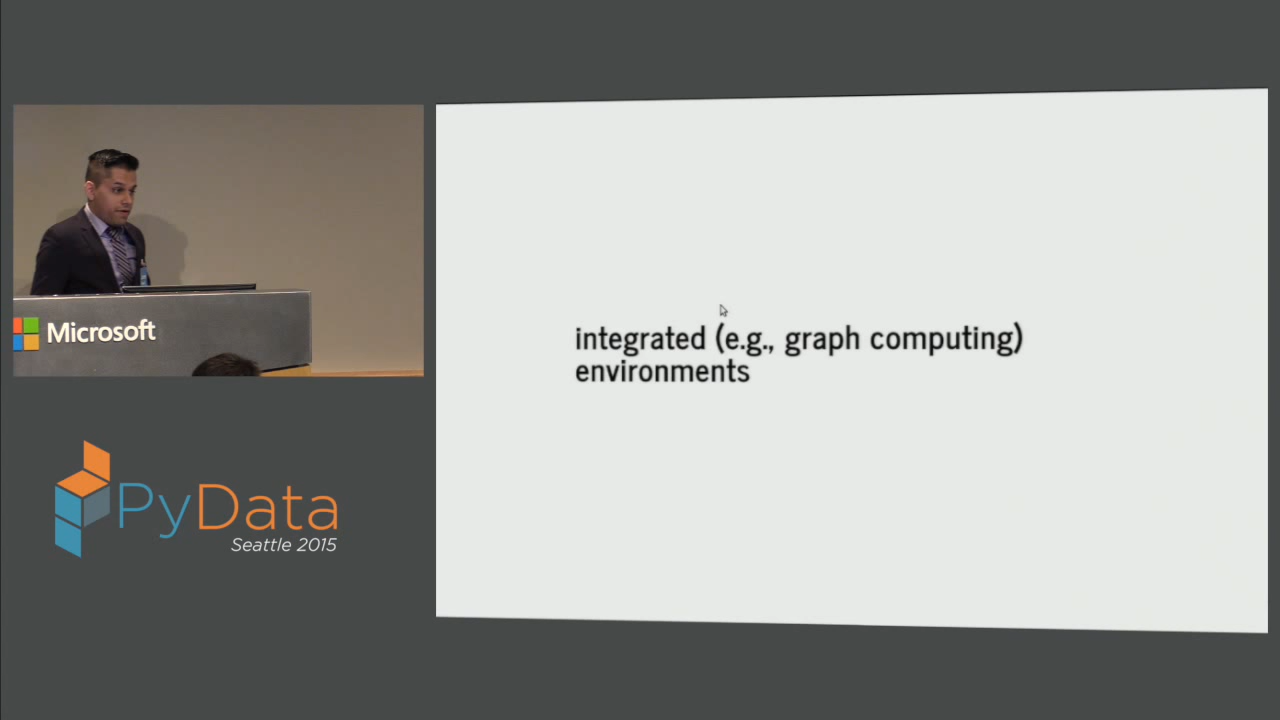 Microsoft
integrated (e.g., graph computing)
environments
PyData
Seattle 2015